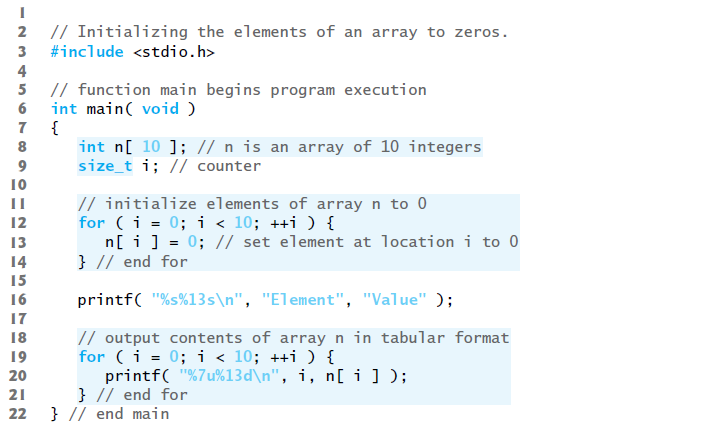 1
2 // Initializing the elements of an array to zeros.
3 #include <stdio.h>
4
5 // function main begins program execution
6 int main( void )
7 {
8    int n[ 10 ]; // n is an array of 10 integers
9    size_t i; // counter
10
11    // initialize elements of array n to 0
12    for ( i = 0; i < 10; ++i ) {
13       n[ i ] = 0; // set element at location i to 0
14    } // end for
15
16    printf( "%s%13s\n", "Element", "Value" );
17
18    // output contents of array n in tabular format
19    for ( i = 0; i < 10; ++i ) {
20       printf( "%7u%13d\n", i, n[ i ] );
21    } // end for
22 } // end main